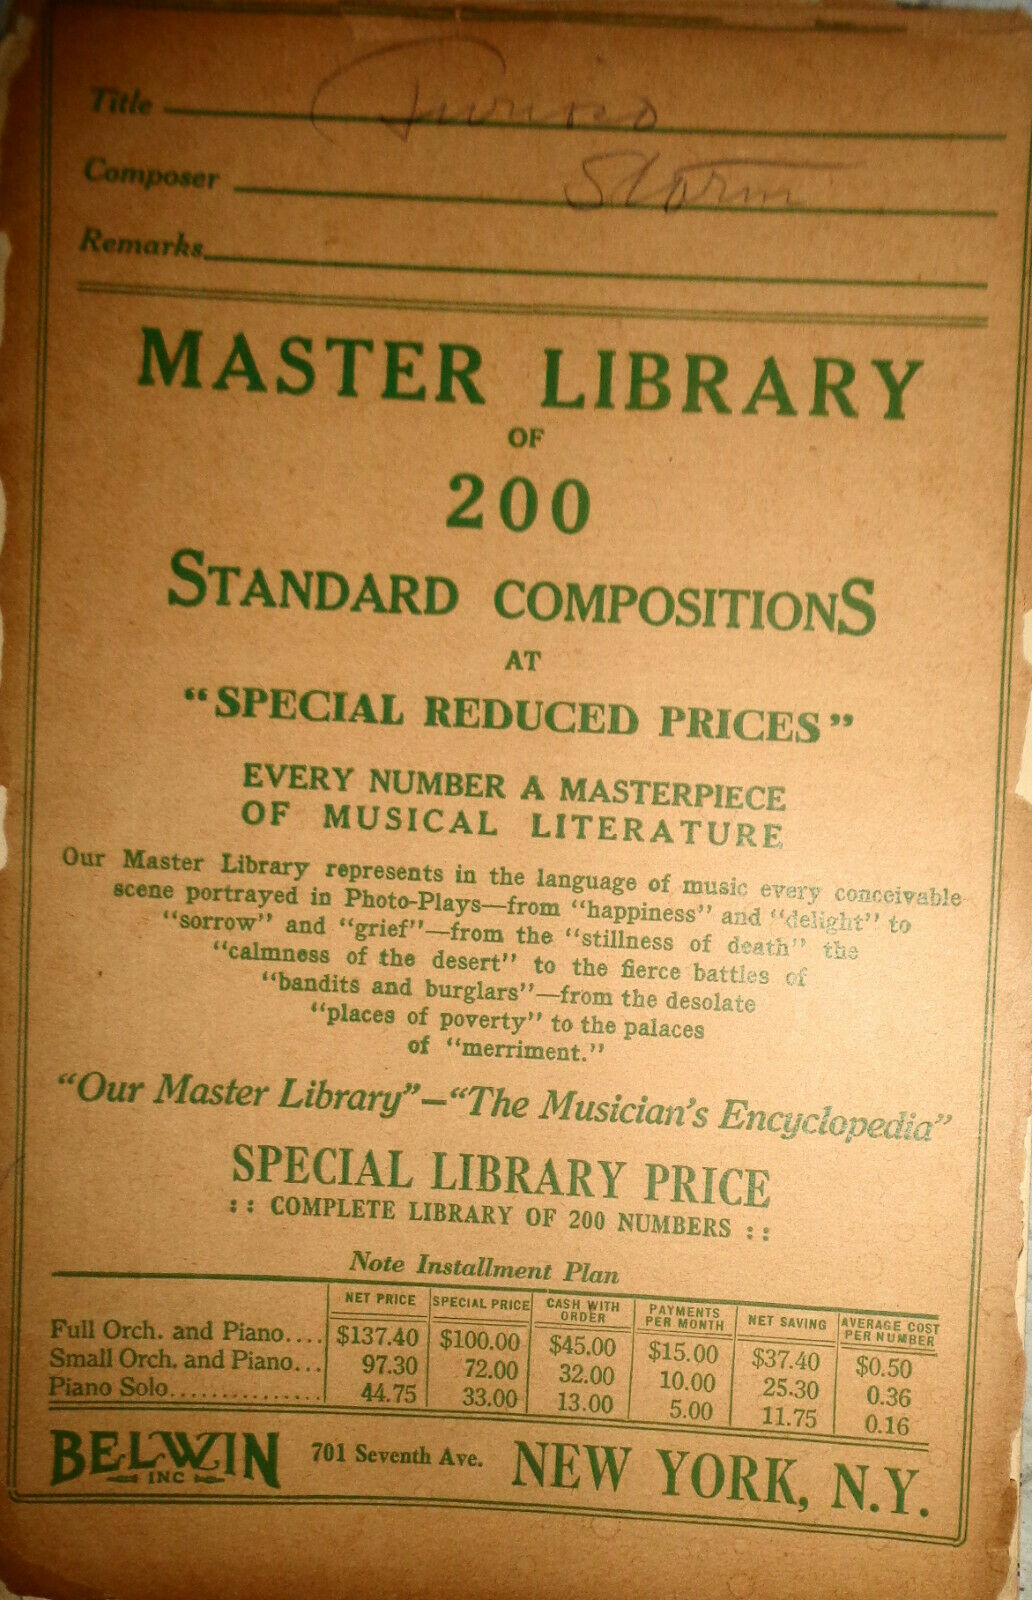 Title Furioso
Composer Storm
Remarks
MASTER LIBRARY
OF
200
STANDARD COMPOSITIONS
AT
"SPECIAL REDUCED PRICES"
EVERY NUMBER A MASTERPIECE
OF MUSICAL LITERATURE
Our Master Library represents in the language of music every conceivable
scene portrayed in Photo-Plays—from "happiness" and "delight" to
"sorrow" and "grief"—from the "stillness of death" the
"calmness of the desert" to the fierce battles of
"bandits and burglars"—from the desolate
"places of poverty" to the palaces
of "merriment."
"Our Master Library"—"The Musician's Encyclopedia"
SPECIAL LIBRARY PRICE
:: COMPLETE LIBRARY OF 200 NUMBERS ::
Note Installment Plan
NET PRICE SPECIAL PRICE CASH WITH ORDER PAYMENTS PER MONTH NET SAVING AVERAGE COST PER NUMBER
Full Orch. and Piano.... $137.40 $100.00 $45.00 $15.00 $37.40 $0.50
Small Orch. and Piano... 97.30 72.00 32.00 10.00 25.30 0.36
Piano Solo............... 44.75 33.00 13.00 5.00 11.75 0.16
BELWIN INC 701 Seventh Ave. NEW YORK, N.Y.